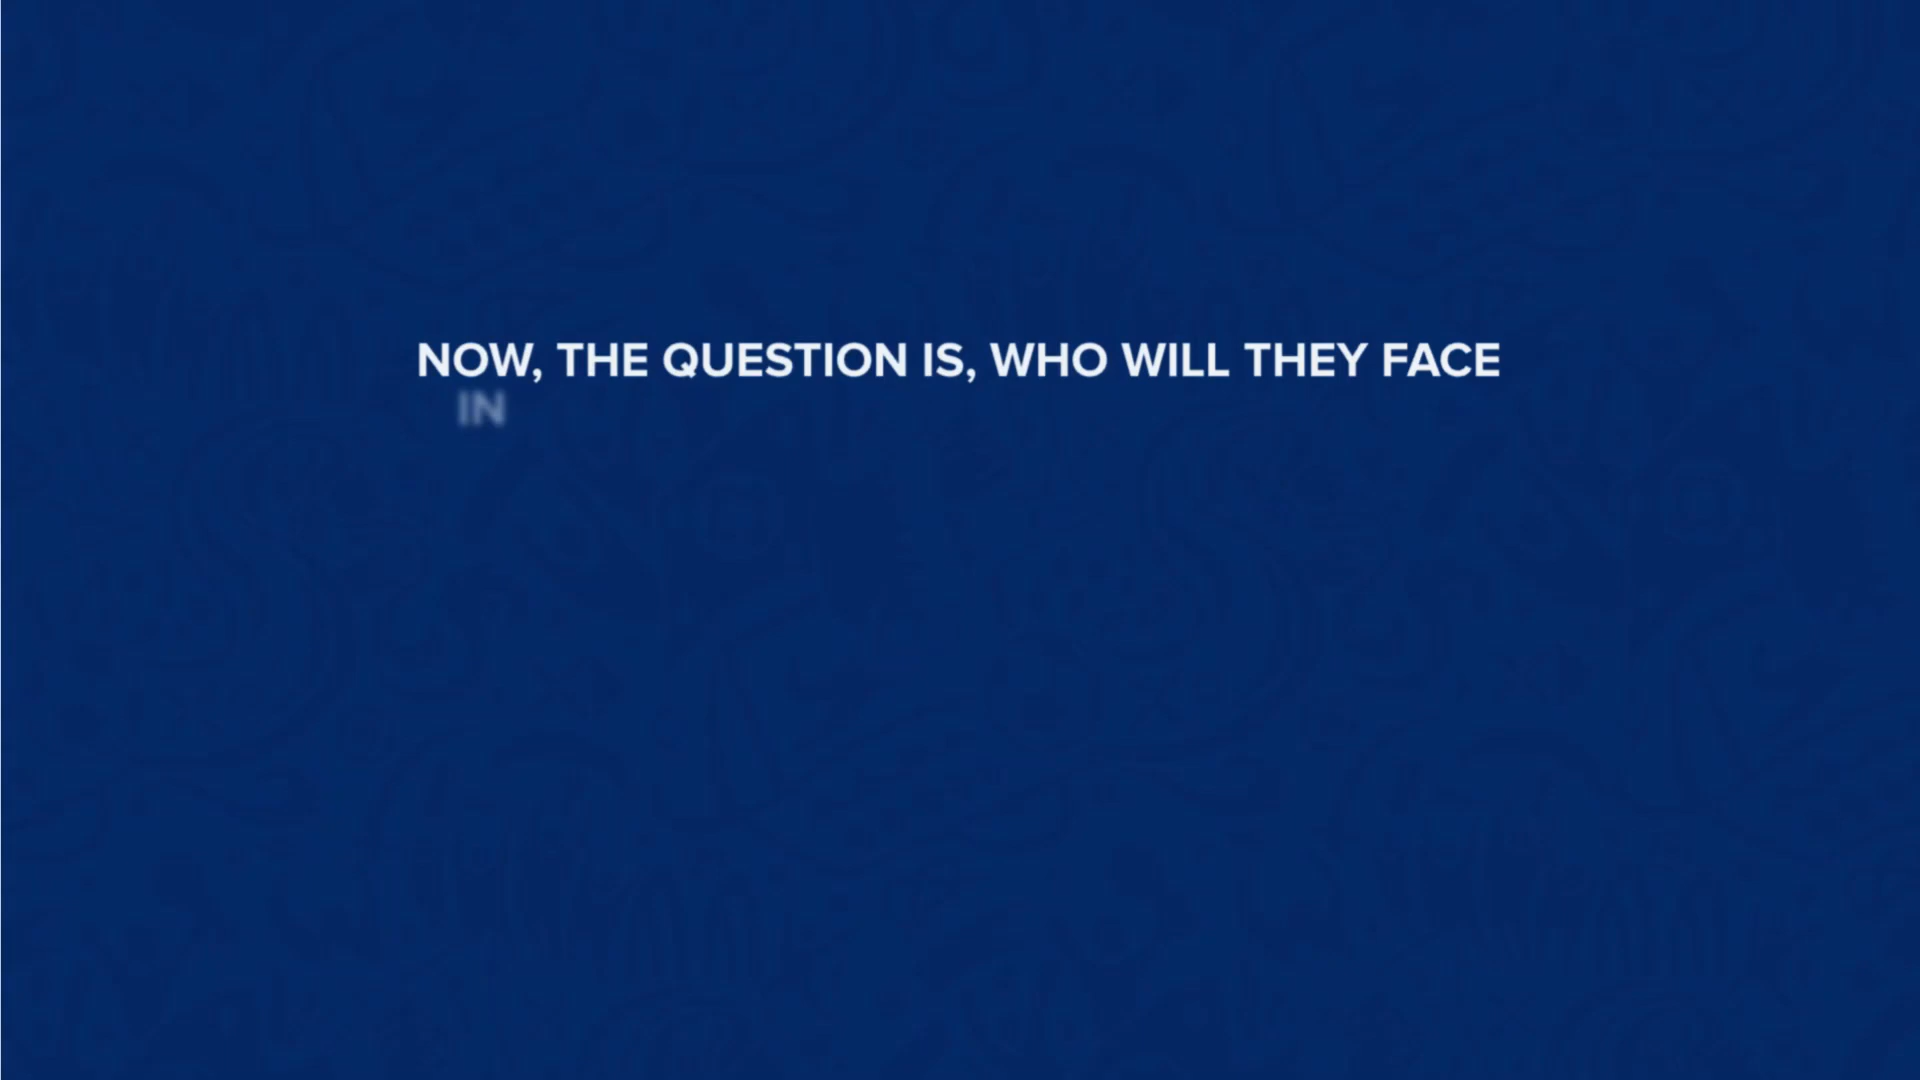 NOW, THE QUESTION IS, WHO WILL THEY FACE
IN